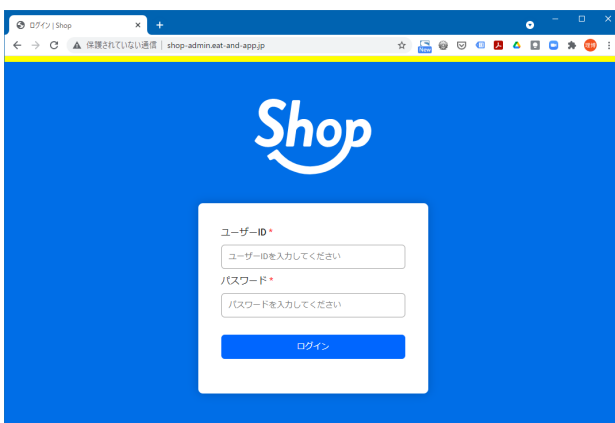 ログイン | Shop
保護されていない通信 | shop-admin.eat-and-app.jp
New
Shop
ユーザーID *
ユーザーIDを入力してください
パスワード *
パスワードを入力してください
ログイン